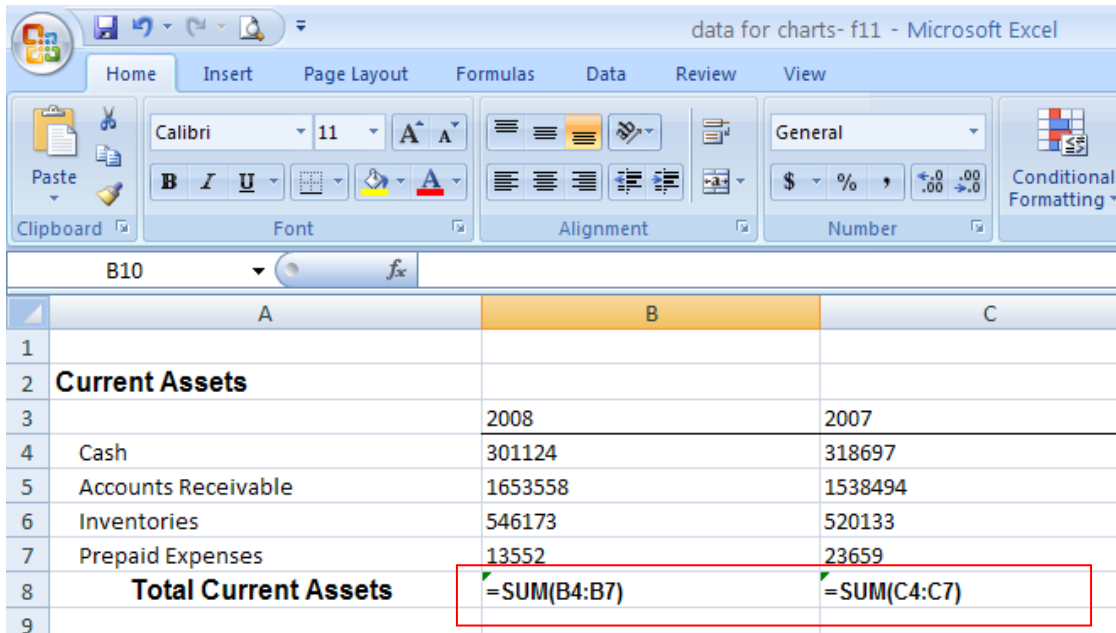 data for charts- f11 - Microsoft Excel
Home Insert Page Layout Formulas Data Review View
Calibri 11 A A General
Paste B I U A $ % , .0 .00 .00 .0 Conditional Formatting
Clipboard Font Alignment Number
B10 fx
A B C
1
2 Current Assets
3 2008 2007
4 Cash 301124 318697
5 Accounts Receivable 1653558 1538494
6 Inventories 546173 520133
7 Prepaid Expenses 13552 23659
8 Total Current Assets =SUM(B4:B7) =SUM(C4:C7)
9